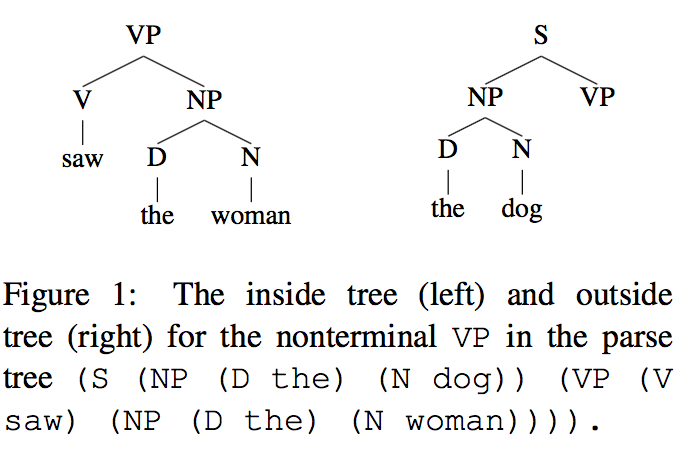 VP S
V NP NP VP
saw D N D N
the woman the dog
Figure 1: The inside tree (left) and outside
tree (right) for the nonterminal VP in the parse
tree (S (NP (D the) (N dog)) (VP (V
saw) (NP (D the) (N woman)))).